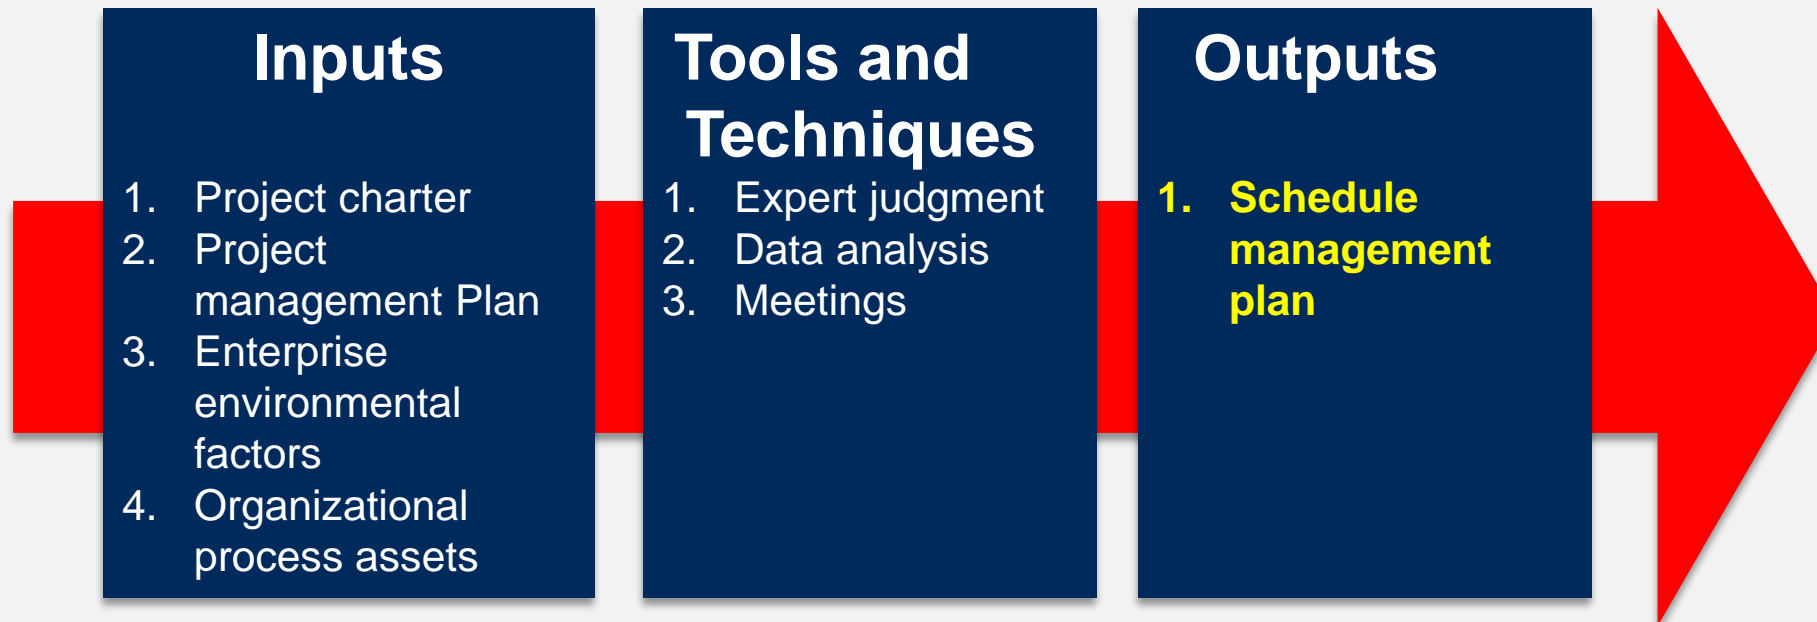 Inputs
1. Project charter
2. Project
management Plan
3. Enterprise
environmental
factors
4. Organizational
process assets
Tools and
Techniques
1. Expert judgment
2. Data analysis
3. Meetings
Outputs
1. Schedule
management
plan